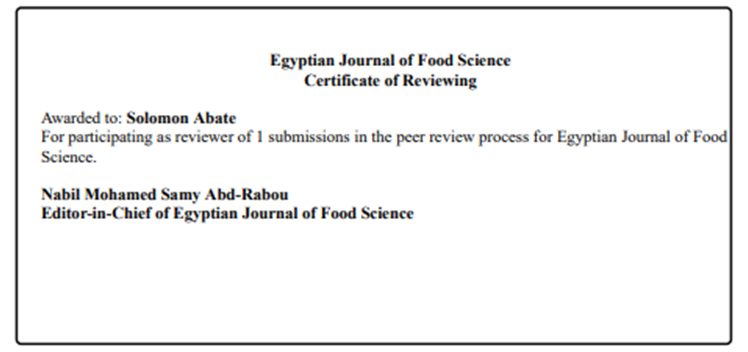 Egyptian Journal of Food Science
Certificate of Reviewing
Awarded to: Solomon Abate
For participating as reviewer of 1 submissions in the peer review process for Egyptian Journal of Food
Science.
Nabil Mohamed Samy Abd-Rabou
Editor-in-Chief of Egyptian Journal of Food Science